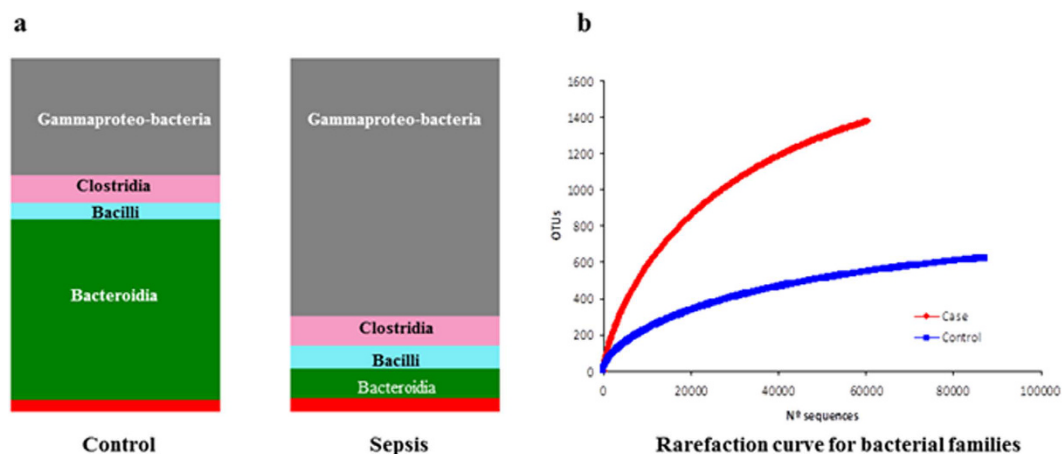 a
Gammaproteo-bacteria
Clostridia
Bacilli
Bacteroidia
Control
Gammaproteo-bacteria
Clostridia
Bacilli
Bacteroidia
Sepsis
b
1600
1400
1200
1000
800
600
400
200
0
OTUs
Case
Control
0 20000 40000 60000 80000 100000
Nº sequences
Rarefaction curve for bacterial families